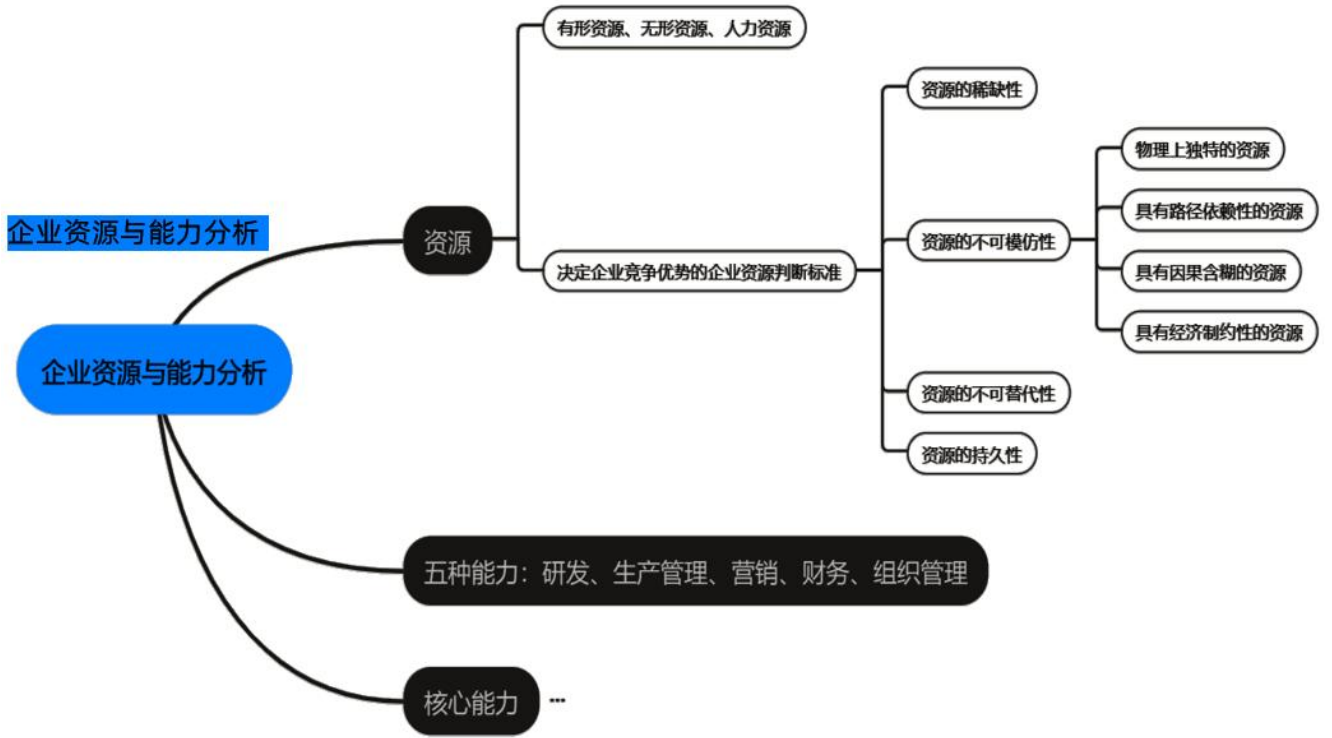 企业资源与能力分析
企业资源与能力分析
资源
有形资源、无形资源、人力资源
决定企业竞争优势的企业资源判断标准
资源的稀缺性
资源的不可模仿性
物理上独特的资源
具有路径依赖性的资源
具有因果含糊的资源
具有经济制约性的资源
资源的不可替代性
资源的持久性
五种能力：研发、生产管理、营销、财务、组织管理
核心能力
...